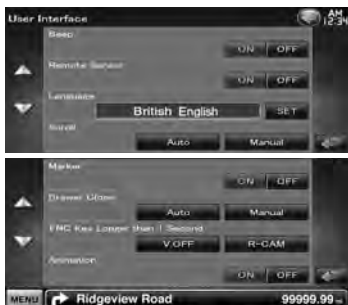 User Interface
AM
12:34
Beep
ON OFF
Remote Sensor
ON OFF
Language
British English SET
Scroll
Auto Manual
Marker
ON OFF
Drawer Close
Auto Manual
FNC Key Longer than 1 Second
V.OFF R-CAM
Animation
ON OFF
MENU Ridgeview Road 99999.99